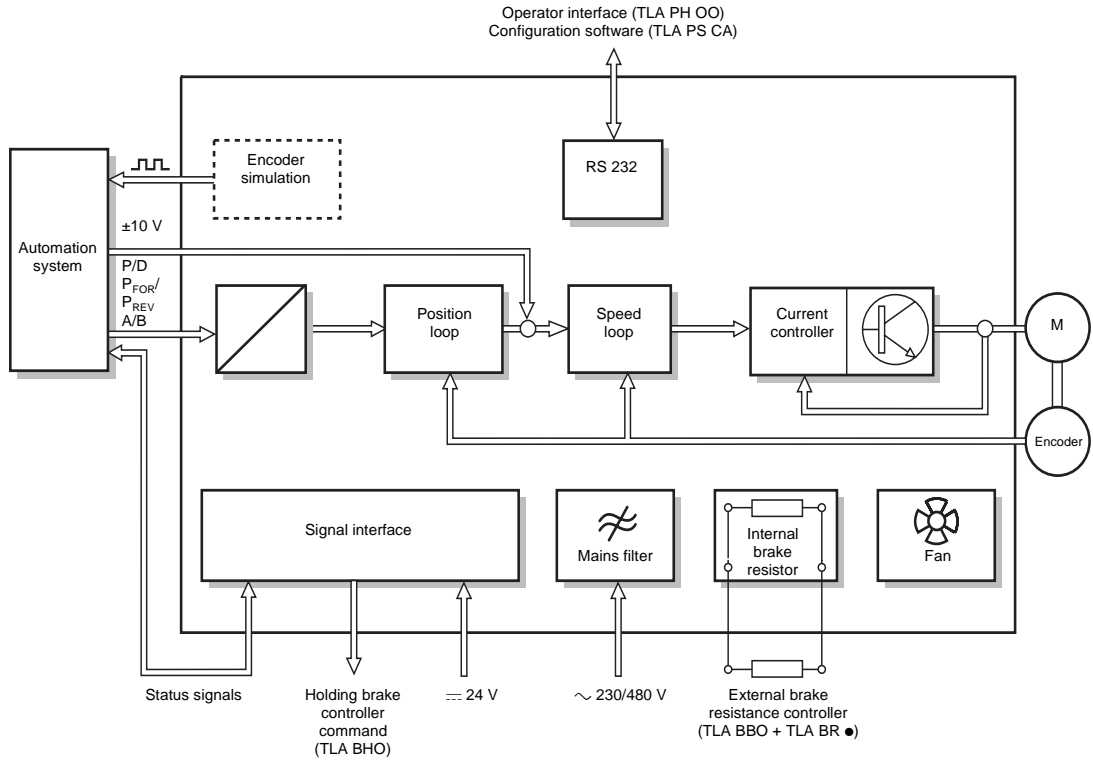 Operator interface (TLA PH OO)
Configuration software (TLA PS CA)
Encoder
simulation
RS 232
±10 V
Automation
system
P/D
PFOR/
PREV
A/B
Position
loop
Speed
loop
Current
controller
M
Encoder
Signal interface
Mains filter
Internal
brake
resistor
Fan
Status signals
Holding brake
controller
command
(TLA BHO)
⎓ 24 V
～ 230/480 V
External brake
resistance controller
(TLA BBO + TLA BR ●)